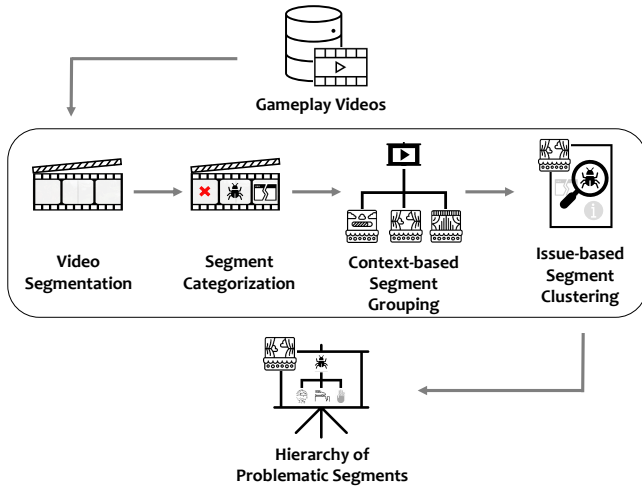 Gameplay Videos
Video
Segmentation
Segment
Categorization
Context-based
Segment
Grouping
Issue-based
Segment
Clustering
Hierarchy of
Problematic Segments